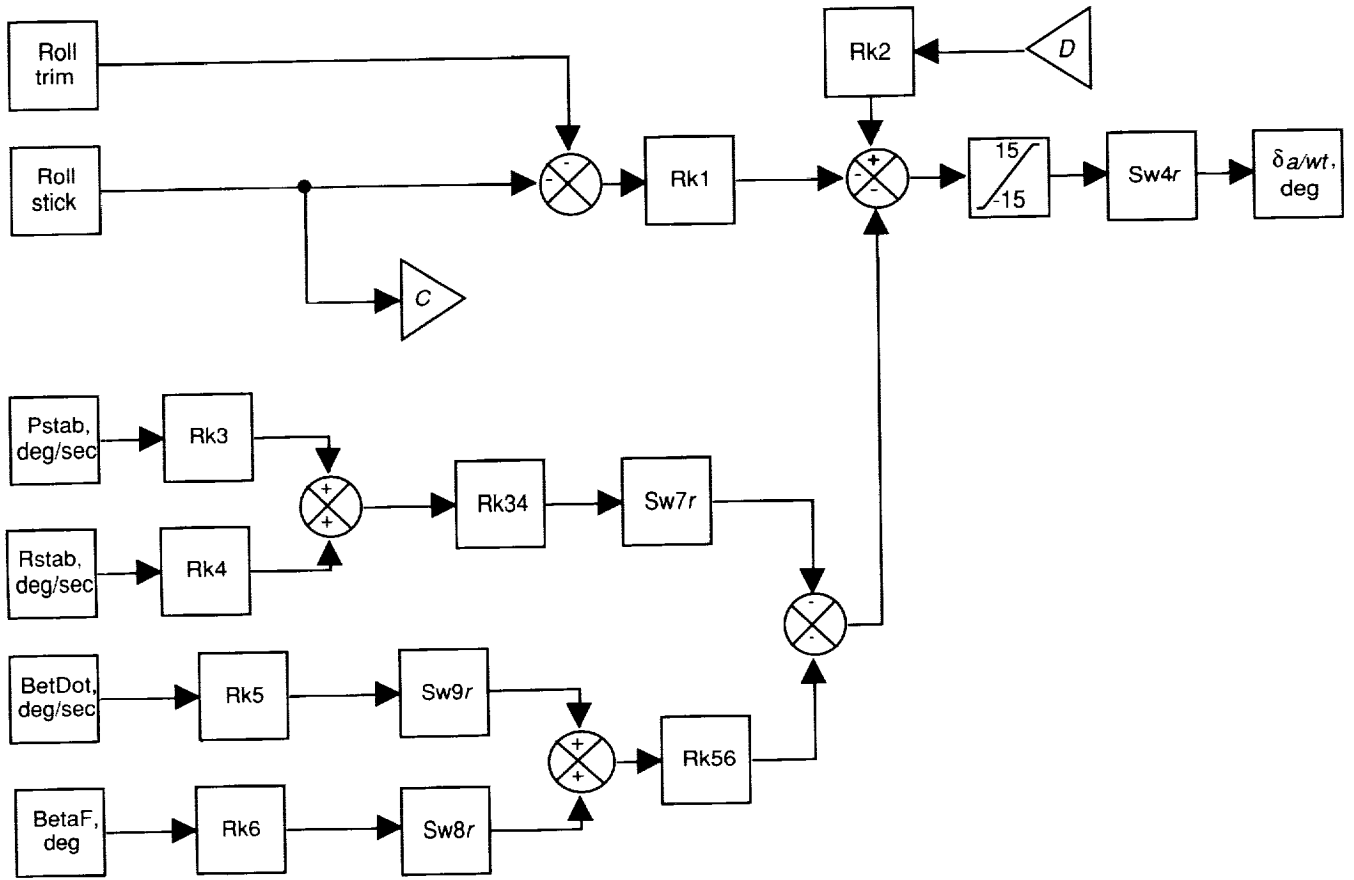 Roll
trim
Rk2
D
Roll
stick
-
-
Rk1
+
-
-
15
-15
Sw4r
δa/wt,
deg
C
Pstab,
deg/sec
Rk3
+
+
Rk34
Sw7r
Rstab,
deg/sec
Rk4
-
-
BetDot,
deg/sec
Rk5
Sw9r
+
+
Rk56
BetaF,
deg
Rk6
Sw8r